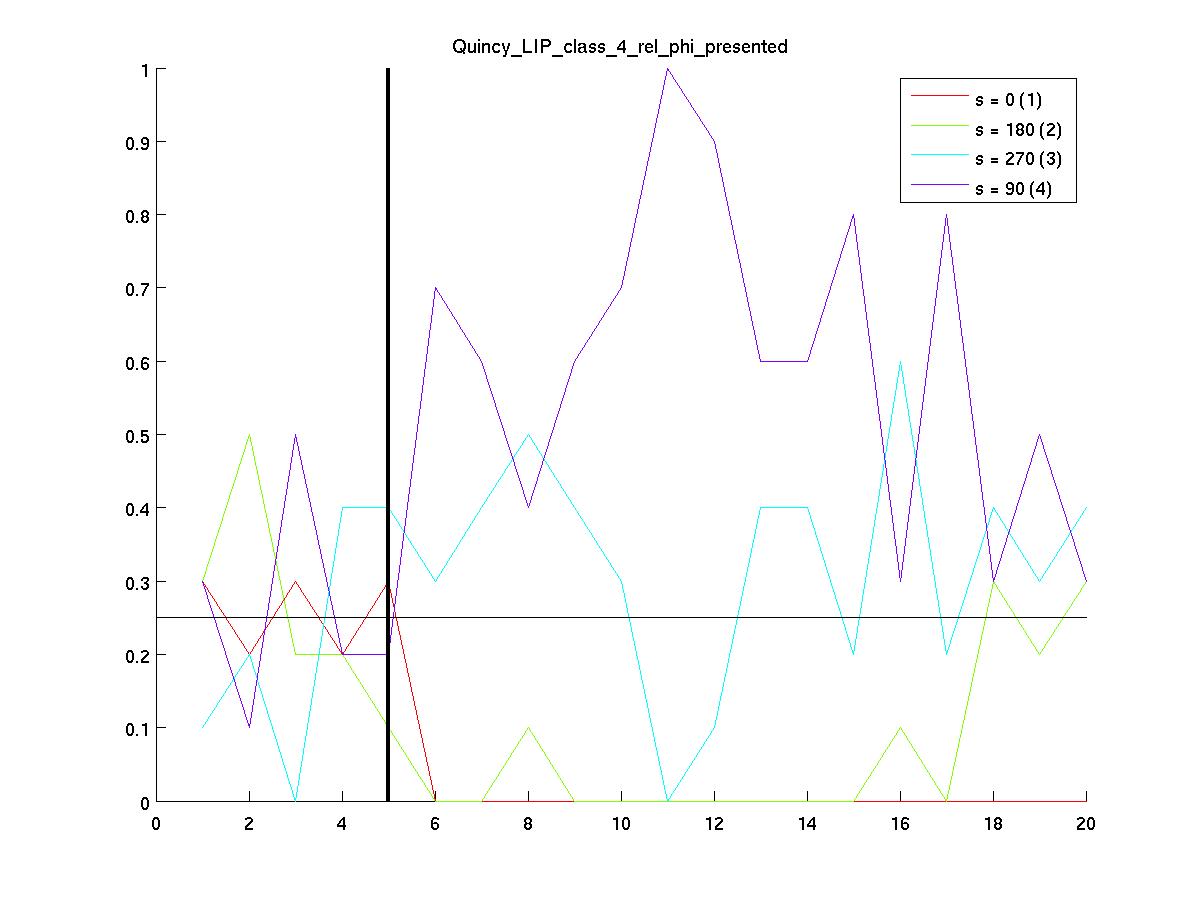 Quincy_LIP_class_4_rel_phi_presented
s = 0 (1)
s = 180 (2)
s = 270 (3)
s = 90 (4)
1
0.9
0.8
0.7
0.6
0.5
0.4
0.3
0.2
0.1
0
0 2 4 6 8 10 12 14 16 18 20